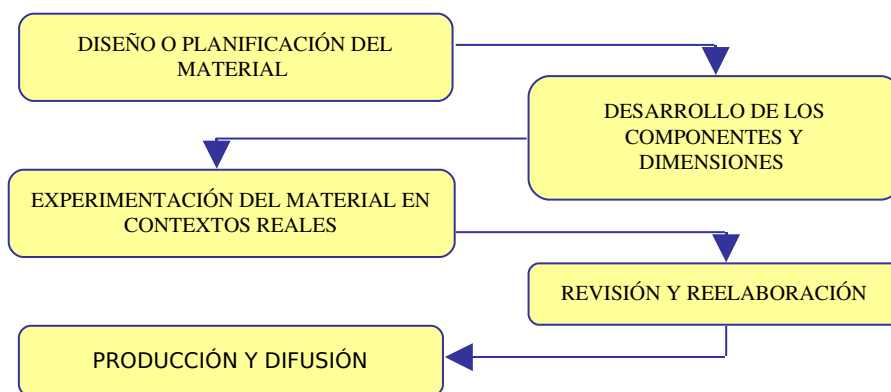 DISEÑO O PLANIFICACIÓN DEL
MATERIAL
DESARROLLO DE LOS
COMPONENTES Y
DIMENSIONES
EXPERIMENTACIÓN DEL MATERIAL EN
CONTEXTOS REALES
REVISIÓN Y REELABORACIÓN
PRODUCCIÓN Y DIFUSIÓN